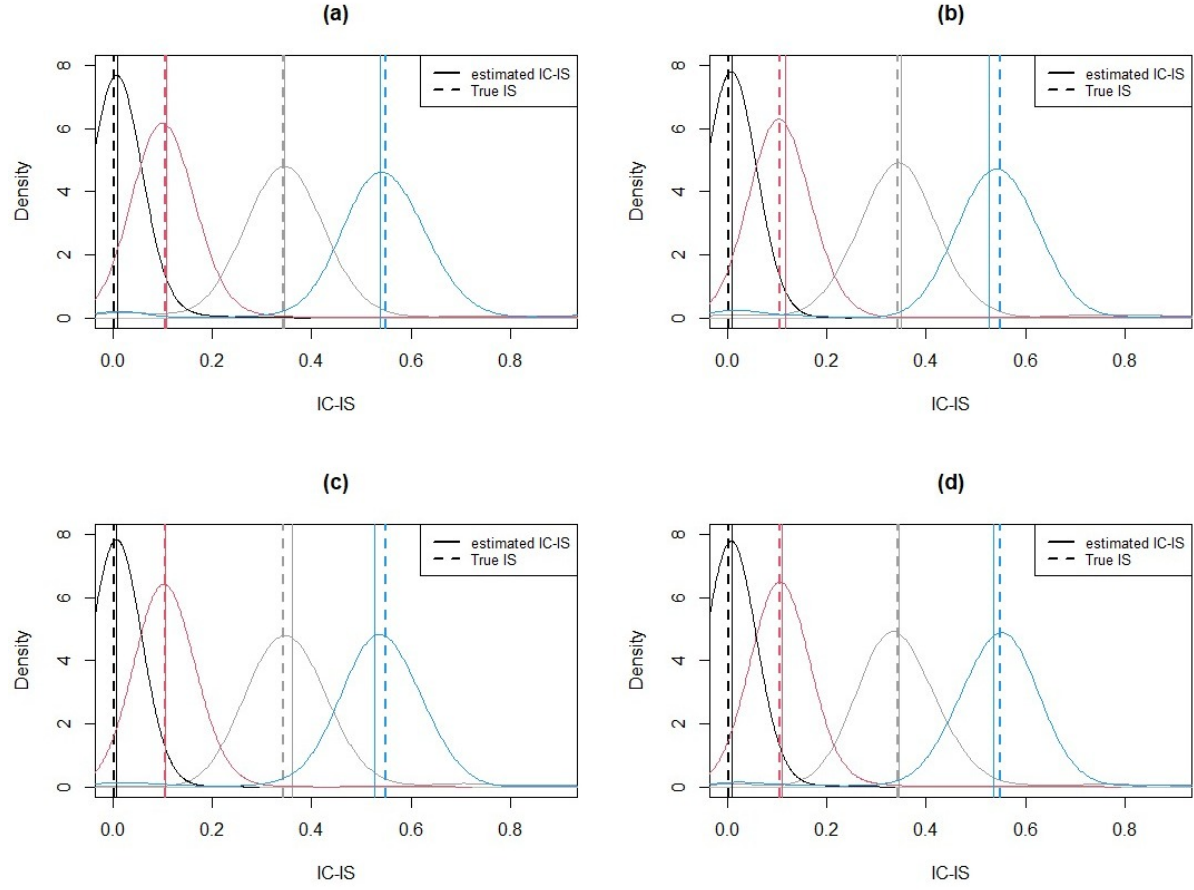 (a)
estimated IC-IS
True IS
Density
8
6
4
2
0
0.0 0.2 0.4 0.6 0.8
IC-IS
(b)
estimated IC-IS
True IS
Density
8
6
4
2
0
0.0 0.2 0.4 0.6 0.8
IC-IS
(c)
estimated IC-IS
True IS
Density
8
6
4
2
0
0.0 0.2 0.4 0.6 0.8
IC-IS
(d)
estimated IC-IS
True IS
Density
8
6
4
2
0
0.0 0.2 0.4 0.6 0.8
IC-IS